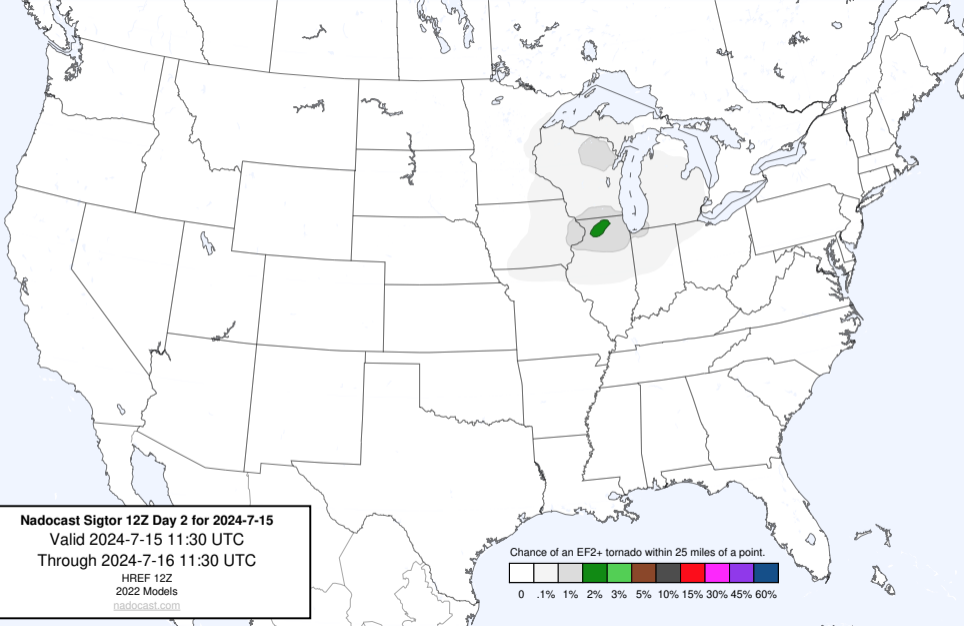 Nadocast Sigtor 12Z Day 2 for 2024-7-15
Valid 2024-7-15 11:30 UTC
Through 2024-7-16 11:30 UTC
HREF 12Z
2022 Models
nadocast.com
Chance of an EF2+ tornado within 25 miles of a point.
0 .1% 1% 2% 3% 5% 10% 15% 30% 45% 60%